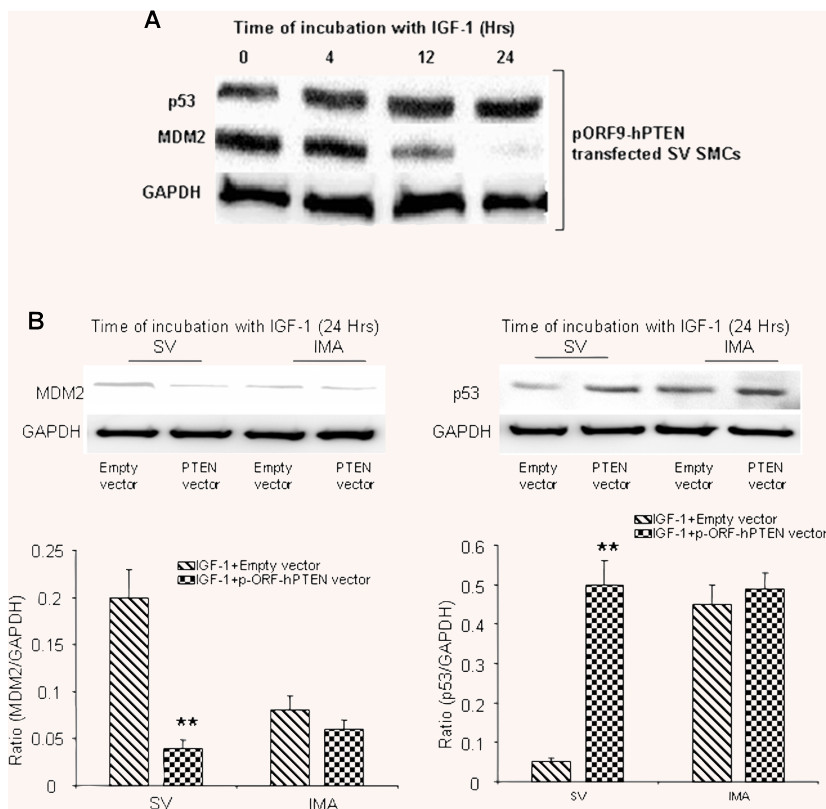 A
Time of incubation with IGF-1 (Hrs)
0 4 12 24
p53
MDM2
GAPDH
pORF9-hPTEN
transfected SV SMCs
B
Time of incubation with IGF-1 (24 Hrs)
SV IMA
MDM2
GAPDH
Empty vector PTEN vector Empty vector PTEN vector
IGF-1+Empty vector
IGF-1+p-ORF-hPTEN vector
Ratio (MDM2/GAPDH)
0.25
0.2
0.15
0.1
0.05
0
**
SV IMA
Time of incubation with IGF-1 (24 Hrs)
SV IMA
p53
GAPDH
Empty vector PTEN vector Empty vector PTEN vector
IGF-1+Empty vector
IGF-1+p-ORF-hPTEN vector
Ratio (p53/GAPDH)
0.6
0.5
0.4
0.3
0.2
0.1
0
**
SV IMA